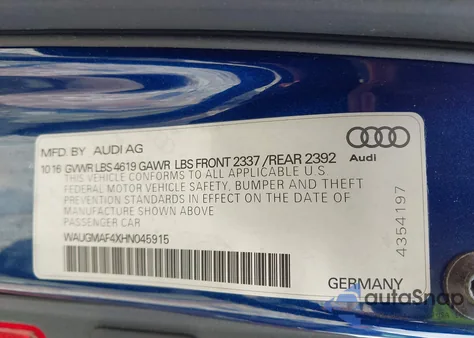 MFD. BY AUDI AG
10 16 GVWR LBS 4619 GAWR LBS FRONT 2337 /REAR 2392
THIS VEHICLE CONFORMS TO ALL APPLICABLE U.S
FEDERAL MOTOR VEHICLE SAFETY, BUMPER AND THEFT
PREVENTION STANDARDS IN EFFECT ON THE DATE OF
MANUFACTURE SHOWN ABOVE
PASSENGER CAR
WAUGMAF4XHN045915
Audi
4354197
GERMANY
autoSnap